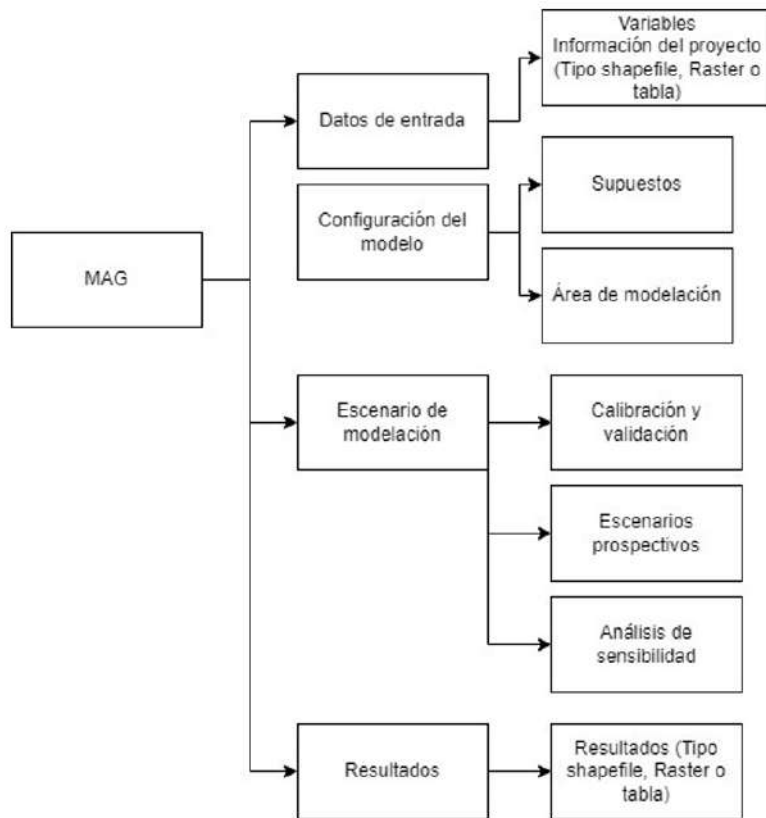 MAG
Datos de entrada
Variables
Información del proyecto
(Tipo shapefile, Raster o
tabla)
Configuración del
modelo
Supuestos
Área de modelación
Escenario de
modelación
Calibración y
validación
Escenarios
prospectivos
Análisis de
sensibilidad
Resultados
Resultados (Tipo
shapefile, Raster o
tabla)